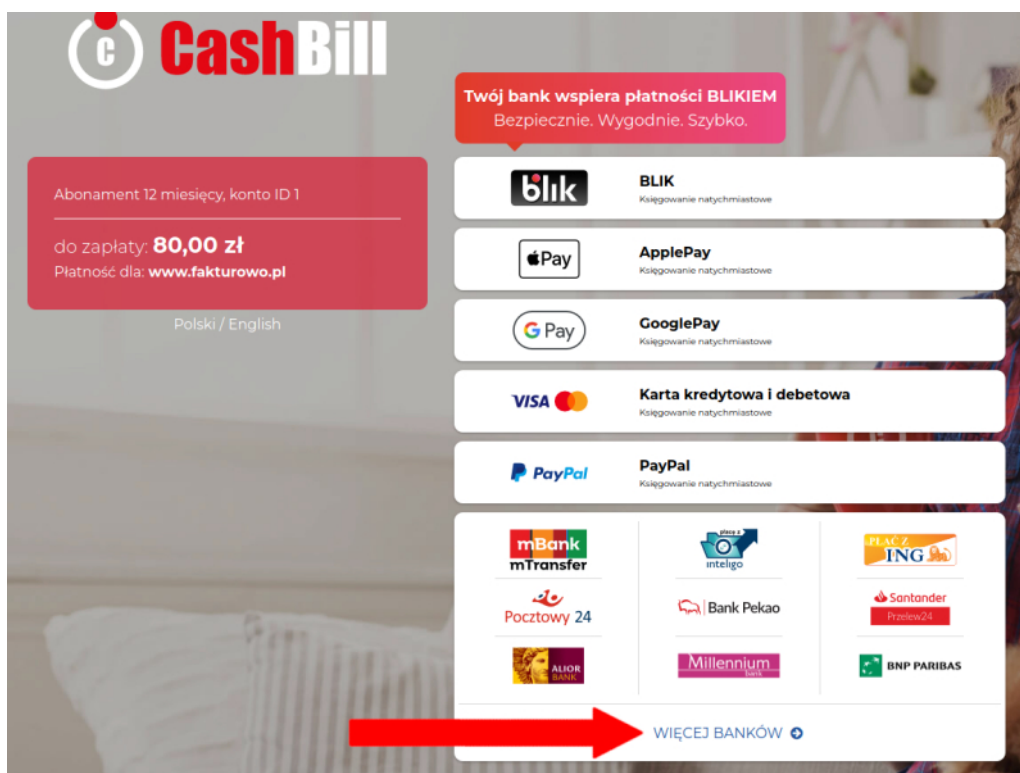 CashBill
Twój bank wspiera płatności BLIKIEM
Bezpiecznie. Wygodnie. Szybko.
Abonament 12 miesięcy, konto ID 1
do zapłaty: 80,00 zł
Płatność dla: www.fakturowo.pl
Polski / English
blik
BLIK
Księgowanie natychmiastowe
Pay
ApplePay
Księgowanie natychmiastowe
G Pay
GooglePay
Księgowanie natychmiastowe
VISA
Karta kredytowa i debetowa
Księgowanie natychmiastowe
PayPal
PayPal
Księgowanie natychmiastowe
mBank
mTransfer
płacę z
inteligo
PŁAĆ Z
ING
Pocztowy 24
Bank Pekao
Santander
Przelew24
ALIOR
BANK
Millennium
bank
BNP PARIBAS
WIĘCEJ BANKÓW